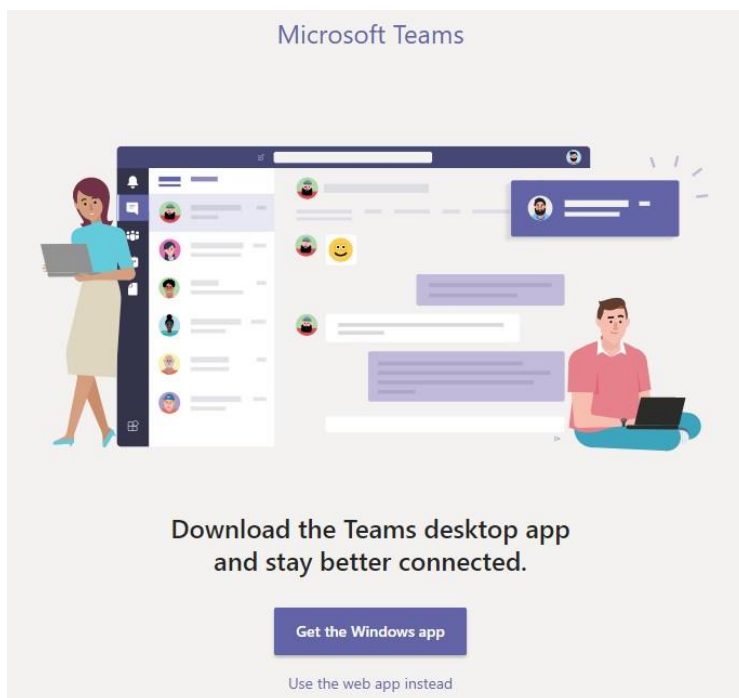 Microsoft Teams
Download the Teams desktop app
and stay better connected.
Get the Windows app
Use the web app instead